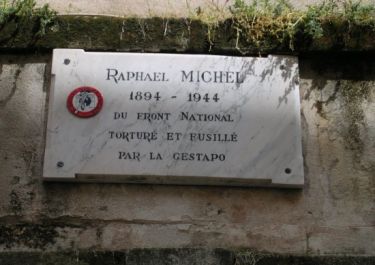 RAPHAEL MICHEL
1894 - 1944
DU FRONT NATIONAL
TORTURÉ ET FUSILLÉ
PAR LA GESTAPO